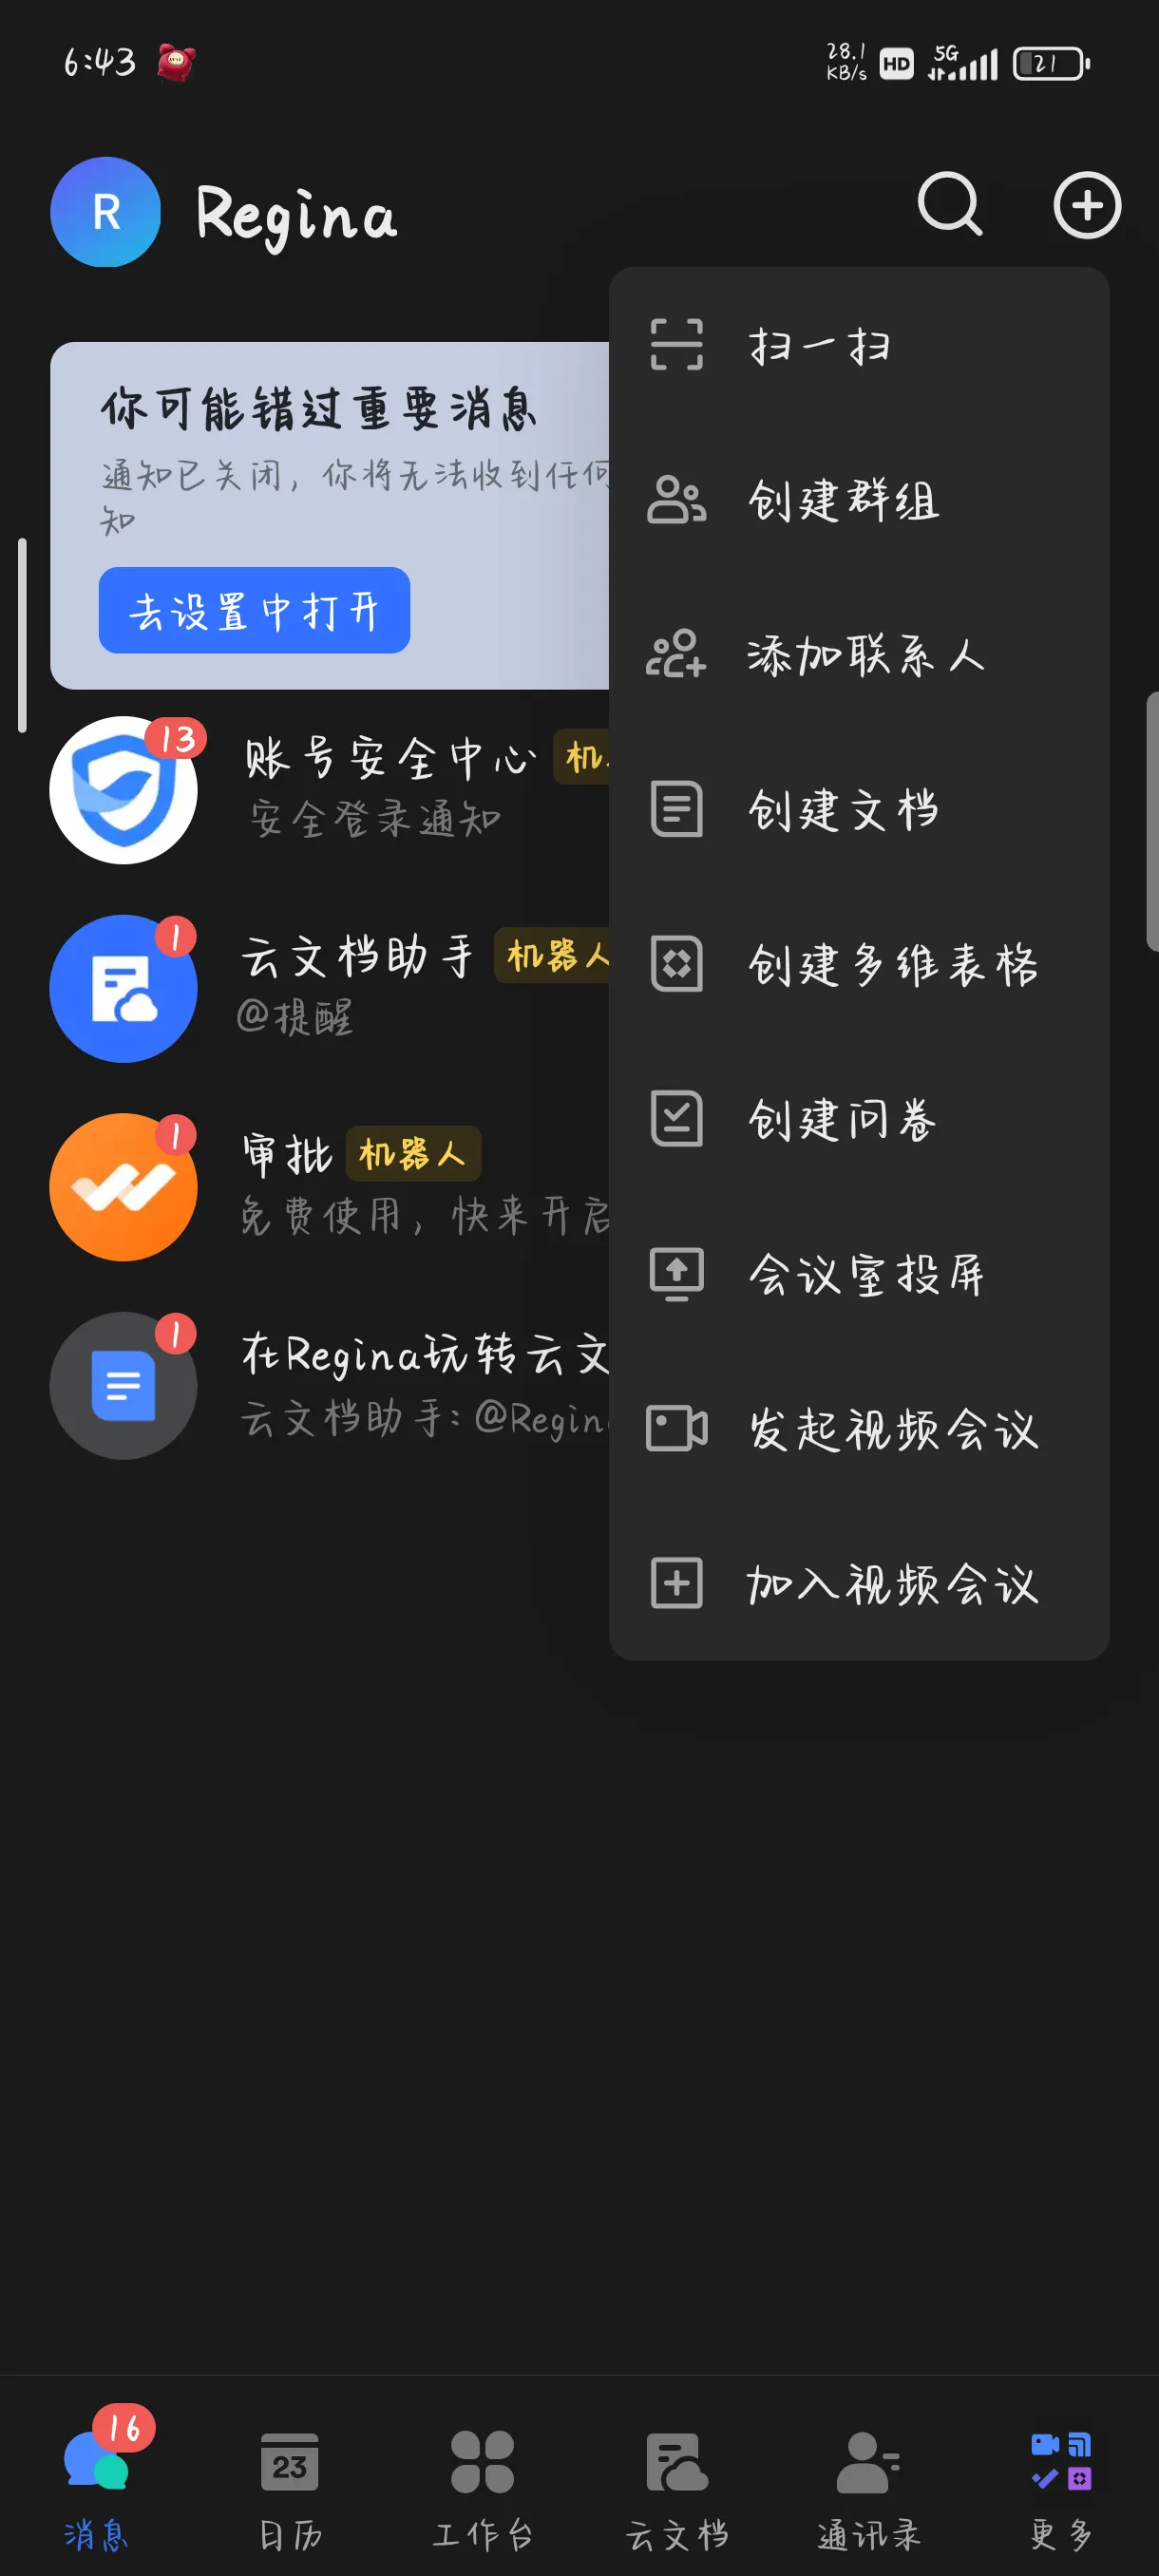 6:43
28.1
KB/s
HD
5G
21
R
Regina
你可能错过重要消息
通知已关闭，你将无法收到任何
知
去设置中打开
扫一扫
创建群组
添加联系人
创建文档
创建多维表格
创建问卷
会议室投屏
发起视频会议
加入视频会议
13
账号安全中心
机
安全登录通知
1
云文档助手
机器人
@提醒
1
审批
机器人
免费使用，快来开启
1
在Regina玩转云文
云文档助手: @Regin
16
消息
23
日历
工作台
云文档
通讯录
更多